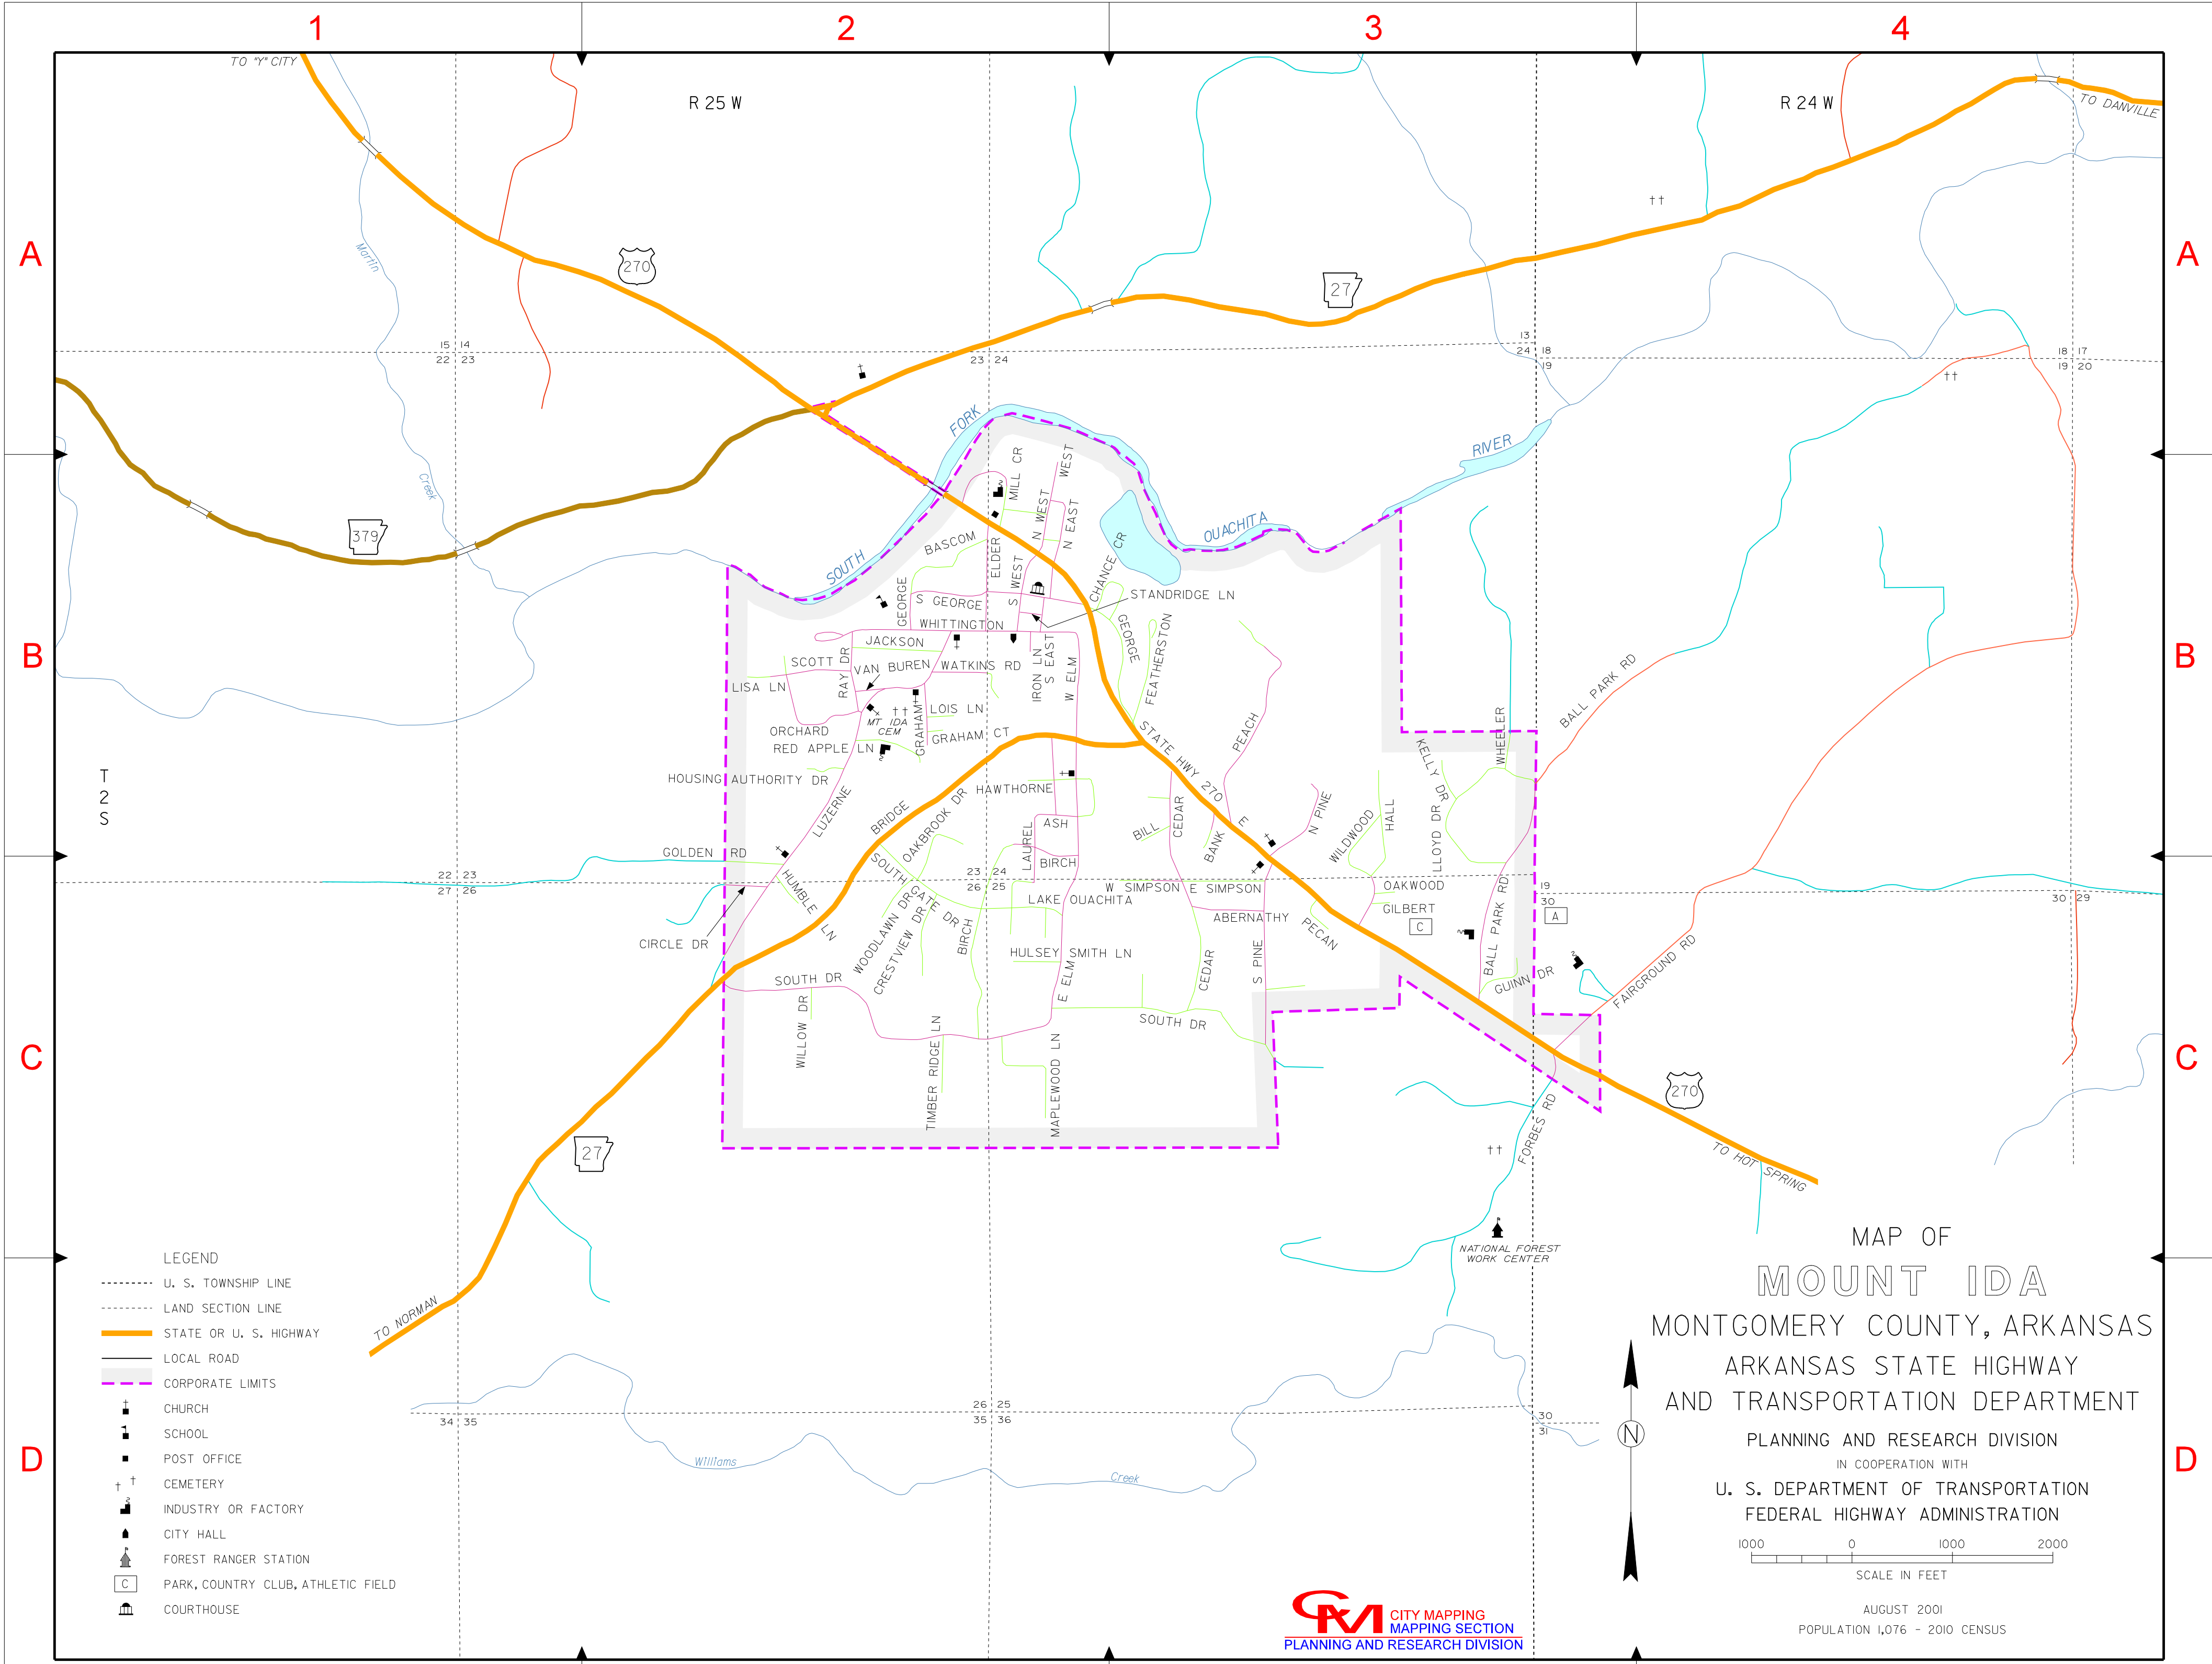 1
2
3
4
TO "Y" CITY
R 25 W
R 24 W
TO DANVILLE
A
A
Martin
270
27
15 14
22 23
23 24
13
24 18
19
18 17
19 20
FORK
RIVER
Creek
379
MILL CR
WEST
N WEST
N EAST
BASCOM
ELDER
SOUTH
OUACHITA
CHANCE CR
S WEST
GEORGE
S GEORGE
STANDRIDGE LN
WHITTINGTON
GEORGE
FEATHERSTON
B
B
JACKSON
SCOTT
RAY DR
VAN BUREN
WATKINS RD
IRON LN
S EAST
W ELM
LISA LN
BALL PARK RD
MT IDA
CEM
GRAHAM
LOIS LN
ORCHARD
GRAHAM CT
RED APPLE LN
STATE HWY 270 E
PEACH
KELLY DR
WHEELER
HOUSING AUTHORITY DR
T
2
S
LUZERNE
BRIDGE
OAKBROOK DR
HAWTHORNE
ASH
LAUREL
BIRCH
BILL
CEDAR
BANK
N PINE
WILDWOOD
HALL
LLOYD DR
GOLDEN RD
22 23
27 26
HUMBLE LN
SOUTH GATE DR
23 24
26 25
W SIMPSON
E SIMPSON
OAKWOOD
19
30
30 29
LAKE OUACHITA
ABERNATHY
GILBERT
C
A
CIRCLE DR
WOODLAWN DR
CRESTVIEW DR
BIRCH
HULSEY SMITH LN
PECAN
BALL PARK RD
SOUTH DR
E ELM
CEDAR
S PINE
GUINN DR
FAIRGROUND RD
WILLOW DR
SOUTH DR
C
C
TIMBER RIDGE LN
MAPLEWOOD LN
FORBES RD
270
27
TO HOT SPRING
NATIONAL FOREST
WORK CENTER
TO NORMAN
LEGEND
U. S. TOWNSHIP LINE
LAND SECTION LINE
STATE OR U. S. HIGHWAY
LOCAL ROAD
CORPORATE LIMITS
CHURCH
SCHOOL
POST OFFICE
CEMETERY
INDUSTRY OR FACTORY
CITY HALL
FOREST RANGER STATION
C PARK, COUNTRY CLUB, ATHLETIC FIELD
COURTHOUSE
34 35
26 25
35 36
30
31
Williams
Creek
D
D
N
MAP OF
MOUNT IDA
MONTGOMERY COUNTY, ARKANSAS
ARKANSAS STATE HIGHWAY
AND TRANSPORTATION DEPARTMENT
PLANNING AND RESEARCH DIVISION
IN COOPERATION WITH
U. S. DEPARTMENT OF TRANSPORTATION
FEDERAL HIGHWAY ADMINISTRATION
1000 0 1000 2000
SCALE IN FEET
AUGUST 2001
POPULATION 1,076 - 2010 CENSUS
CM
CITY MAPPING
MAPPING SECTION
PLANNING AND RESEARCH DIVISION